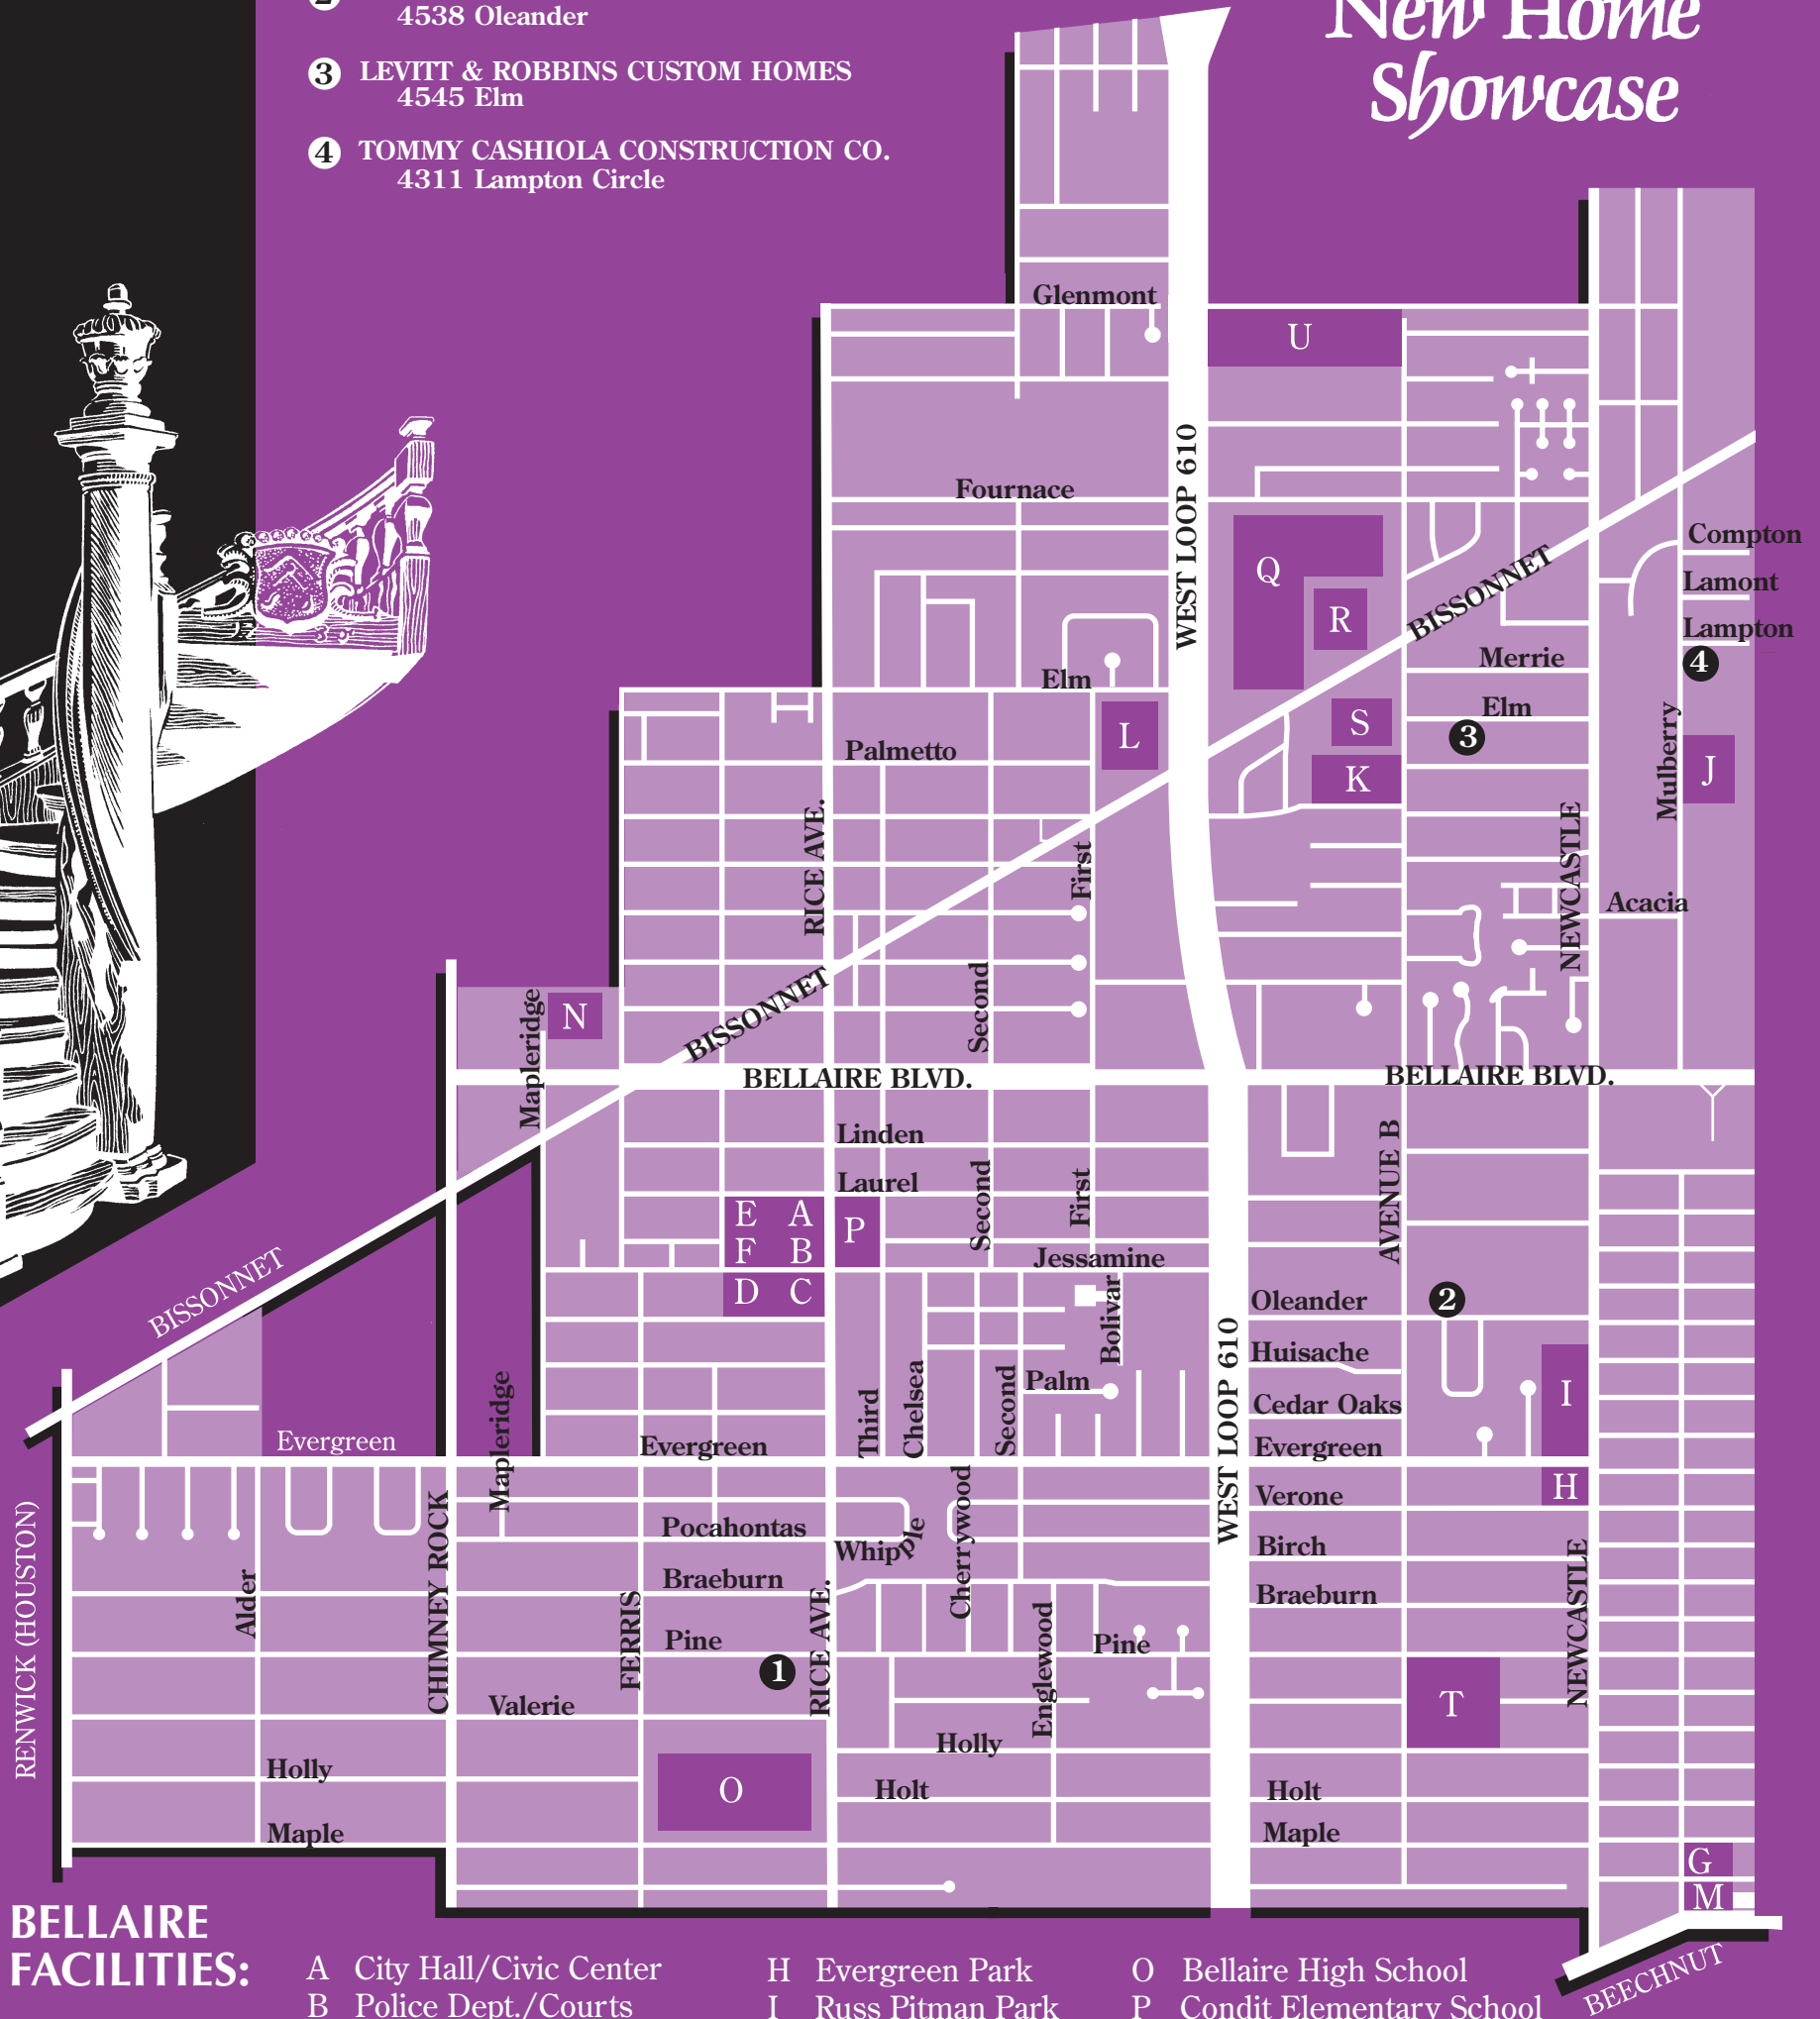 New Home
Showcase
2
4538 Oleander
3 LEVITT & ROBBINS CUSTOM HOMES
4545 Elm
4 TOMMY CASHIOLA CONSTRUCTION CO.
4311 Lampton Circle
Glenmont
U
WEST LOOP 610
Fournace
Q
R
BISSONNET
Compton
Lamont
Lampton
4
Merrie
Elm
Elm
3
L
S
K
J
Mulberry
Palmetto
RICE AVE.
First
NEWCASTLE
Acacia
Second
BISSONNET
Mapleridge
N
BELLAIRE BLVD.
BELLAIRE BLVD.
Linden
Laurel
Second
First
AVENUE B
E A
F B
P
D C
Jessamine
Bolivar
BISSONNET
Oleander
2
Huisache
Cedar Oaks
Evergreen
I
H
WEST LOOP 610
Palm
Third
Chelsea
Second
Mapleridge
Evergreen
Evergreen
Verone
Pocahontas
Whipple
Cherrywood
Birch
Braeburn
Braeburn
RENWICK (HOUSTON)
Alder
CHIMNEY ROCK
FERRIS
Pine
1
RICE AVE.
Englewood
Pine
NEWCASTLE
T
Valerie
Holly
Holly
O
Holt
Holt
Maple
Maple
G
M
BEECHNUT
BELLAIRE
FACILITIES:
A City Hall/Civic Center
B Police Dept./Courts
H Evergreen Park
I Russ Pitman Park
O Bellaire High School
P Condit Elementary School